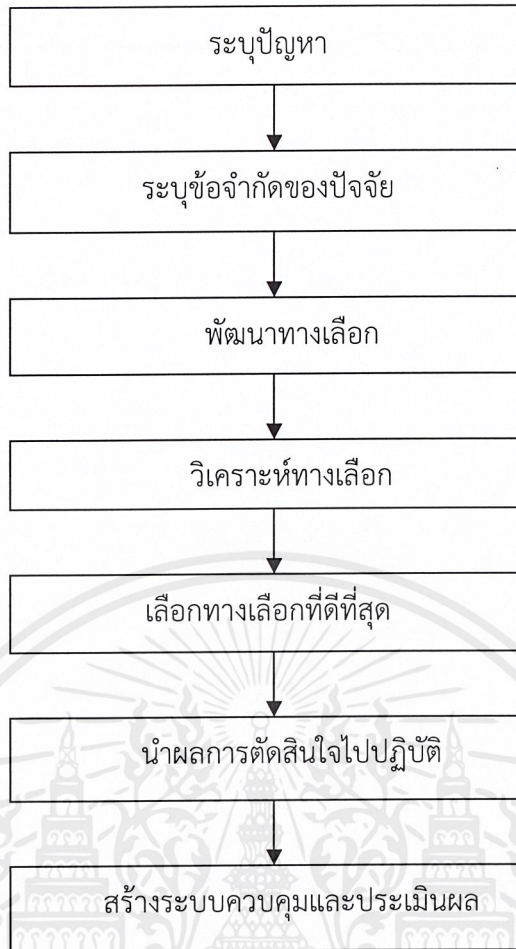 ระบุปัญหา
ระบุข้อจำกัดของปัจจัย
พัฒนาทางเลือก
วิเคราะห์ทางเลือก
เลือกทางเลือกที่ดีที่สุด
นำผลการตัดสินใจไปปฏิบัติ
สร้างระบบควบคุมและประเมินผล